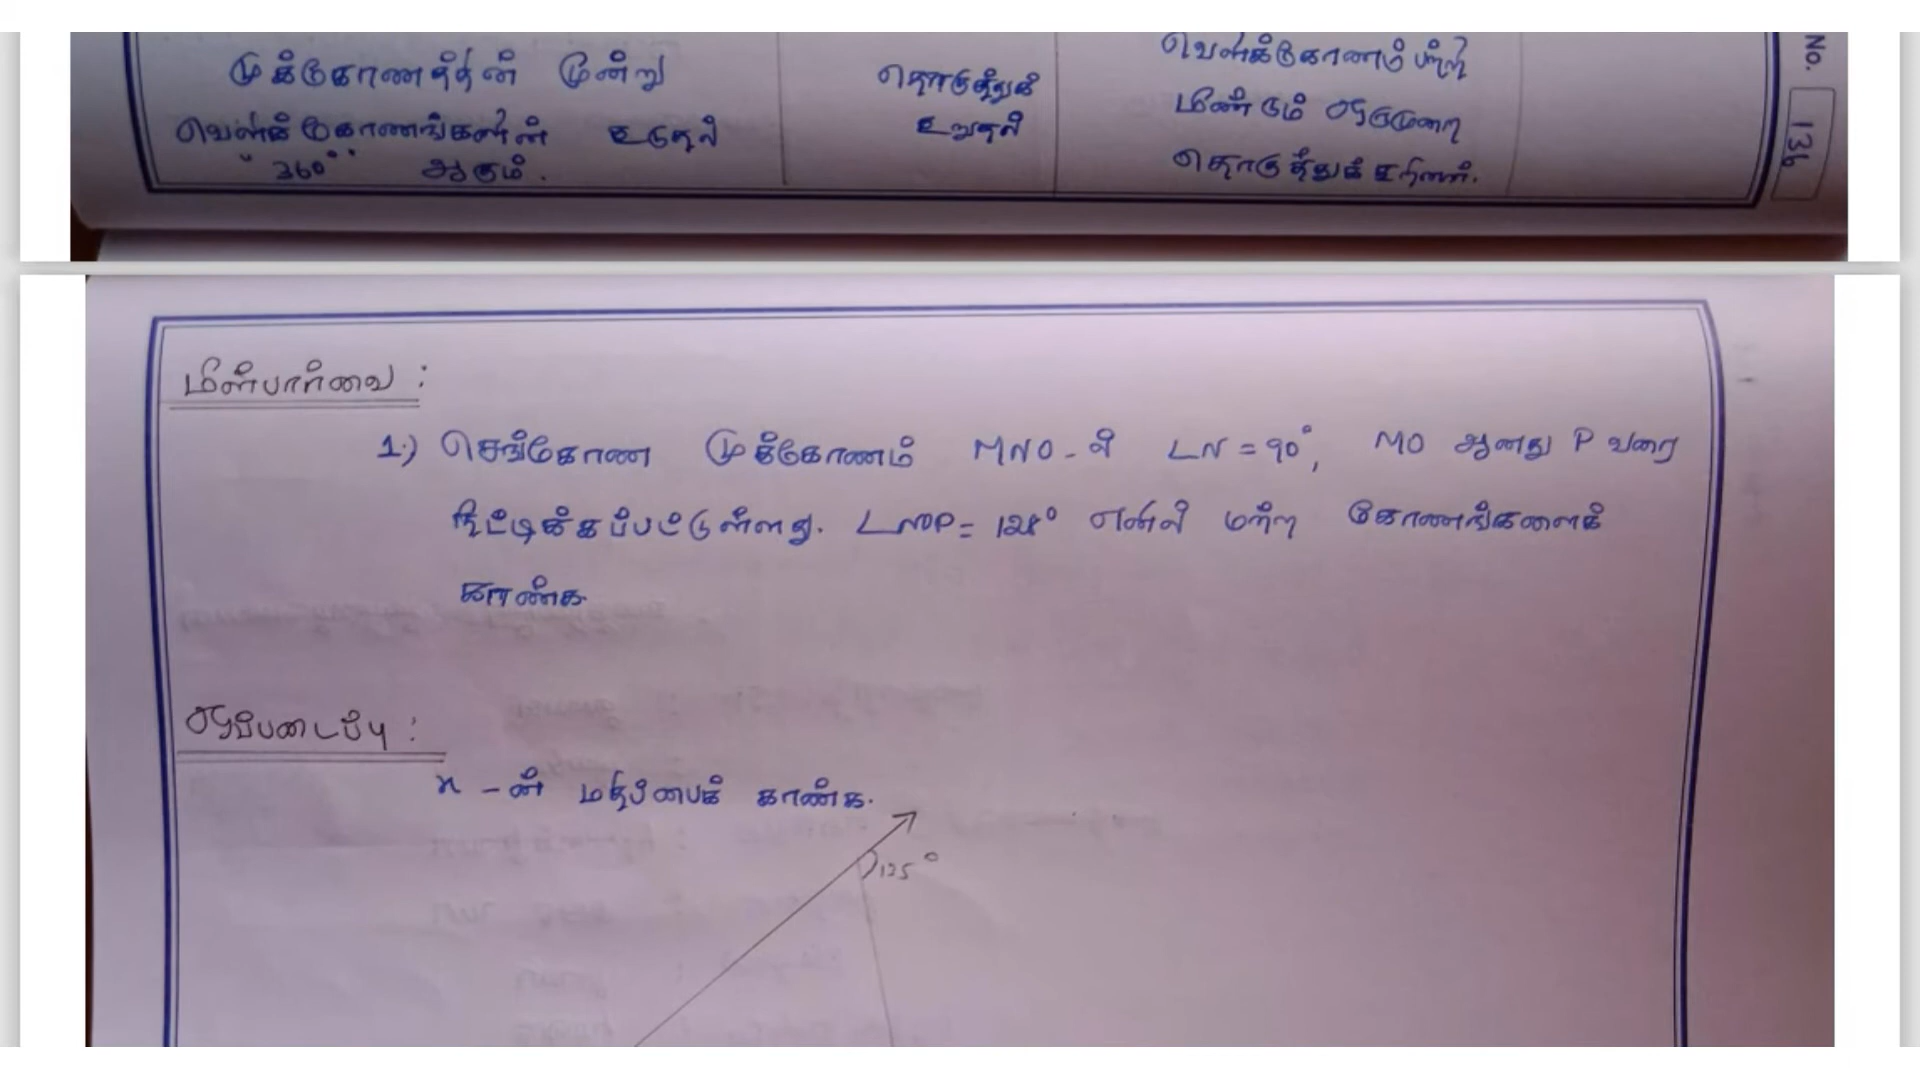 முக்கோணத்தின் மூன்று
வெளிக்கோணங்களின் கூடுதல்
360° ஆகும்.
தொகுத்துக்
கூறுதல்
வெளிக்கோணம் பற்றி
மீண்டும் ஒருமுறை
தொகுத்துக் கூறினார்.
No. 136
மீள்பார்வை :
1.) செங்கோண முக்கோணம் MNO - ல் ∠N = 90°, MO ஆனது P வரை
நீட்டிக்கப்பட்டுள்ளது. ∠NOP = 128° எனில் மற்ற கோணங்களைக்
காண்க.
ஒப்படைப்பு :
x - ன் மதிப்பைக் காண்க.
125°